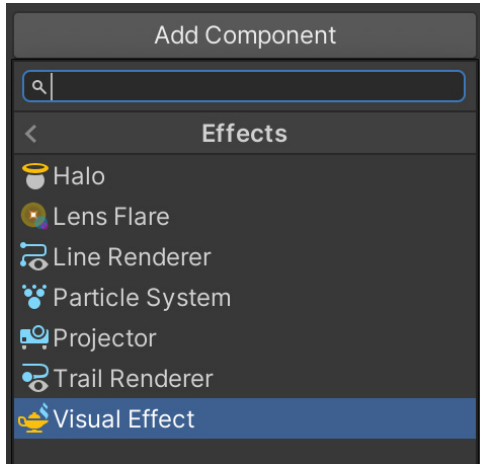 Add Component
Effects
Halo
Lens Flare
Line Renderer
Particle System
Projector
Trail Renderer
Visual Effect